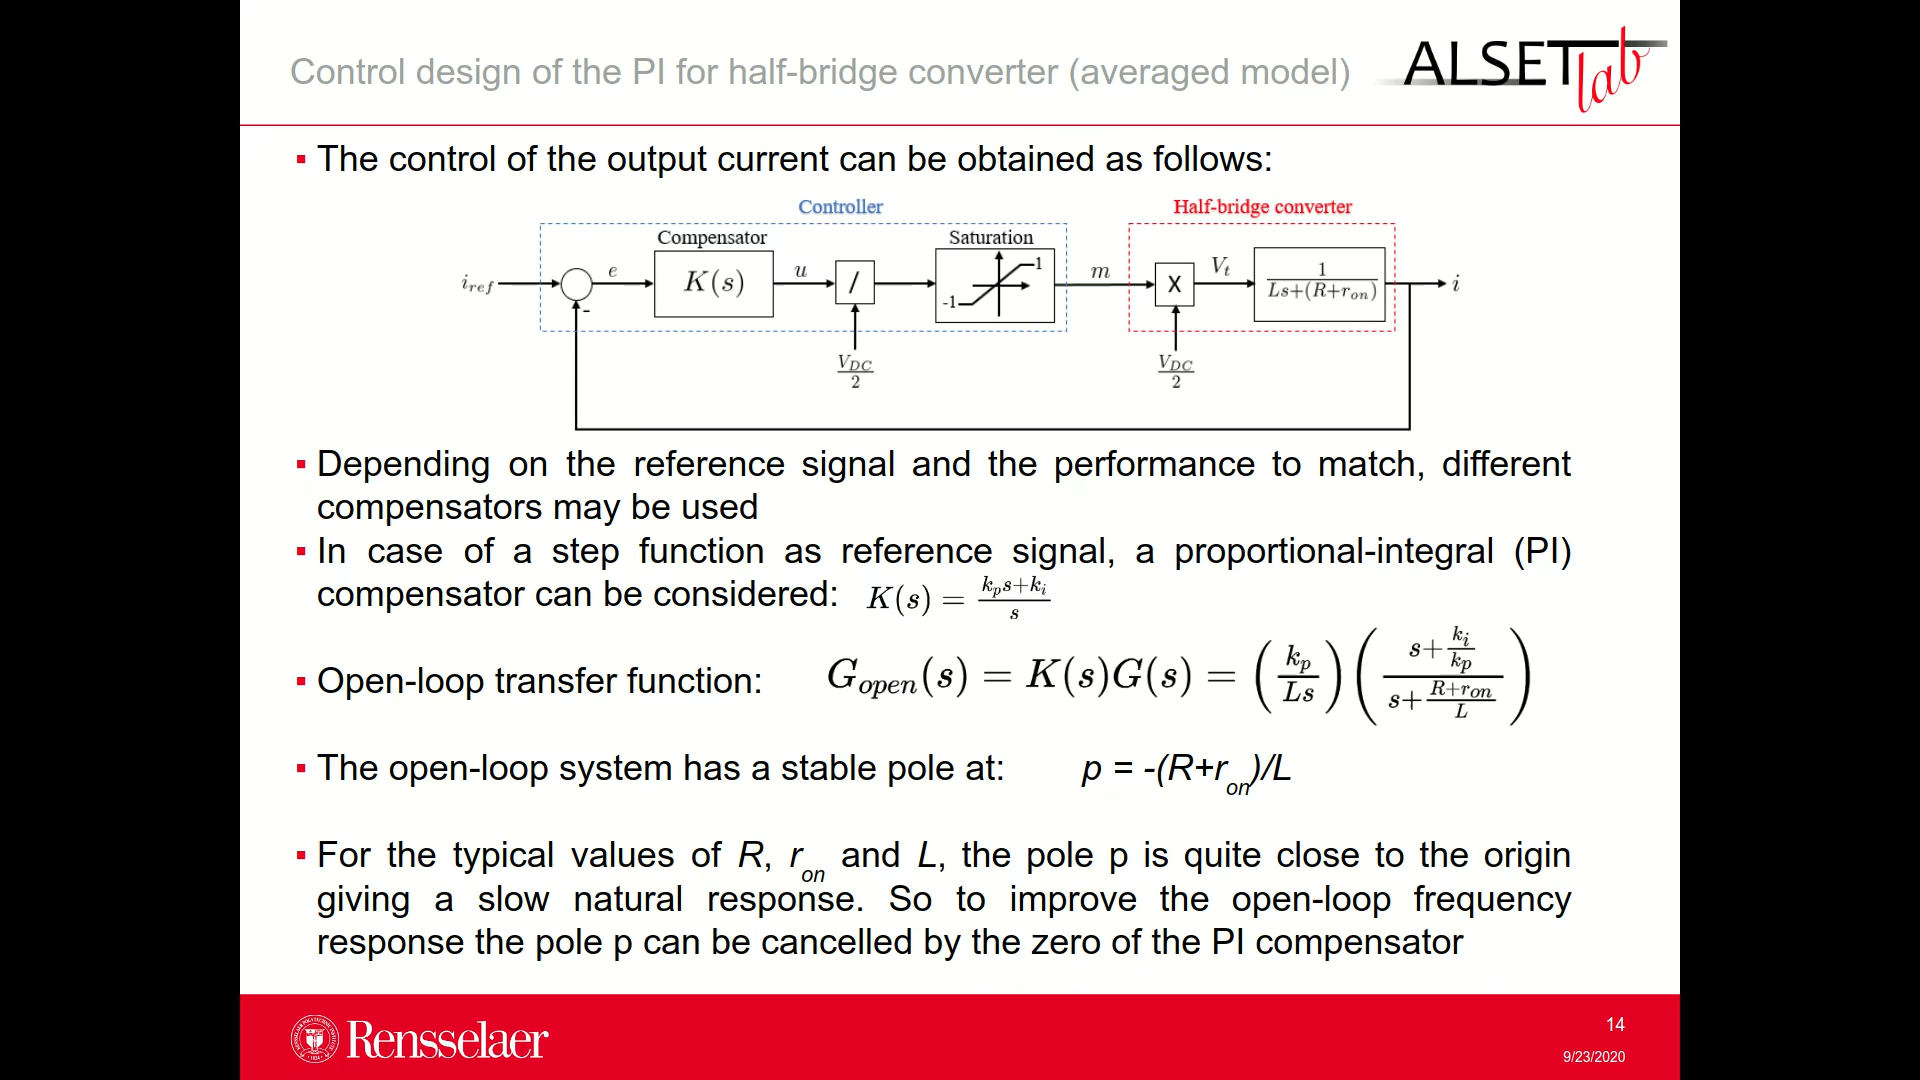 Control design of the PI for half-bridge converter (averaged model)
ALSETlab
▪ The control of the output current can be obtained as follows:
Controller
Half-bridge converter
Compensator
Saturation
i_ref
e
K(s)
u
/
1
-1
m
X
V_t
1/(Ls+(R+r_on))
i
-
V_DC/2
V_DC/2
▪ Depending on the reference signal and the performance to match, different
compensators may be used
▪ In case of a step function as reference signal, a proportional-integral (PI)
compensator can be considered: K(s) = (k_p s+k_i)/s
▪ Open-loop transfer function: G_open(s) = K(s)G(s) = (k_p/Ls)((s+k_i/k_p)/(s+(R+r_on)/L))
▪ The open-loop system has a stable pole at: p = -(R+r_on)/L
▪ For the typical values of R, r_on and L, the pole p is quite close to the origin
giving a slow natural response. So to improve the open-loop frequency
response the pole p can be cancelled by the zero of the PI compensator
Rensselaer
14
9/23/2020